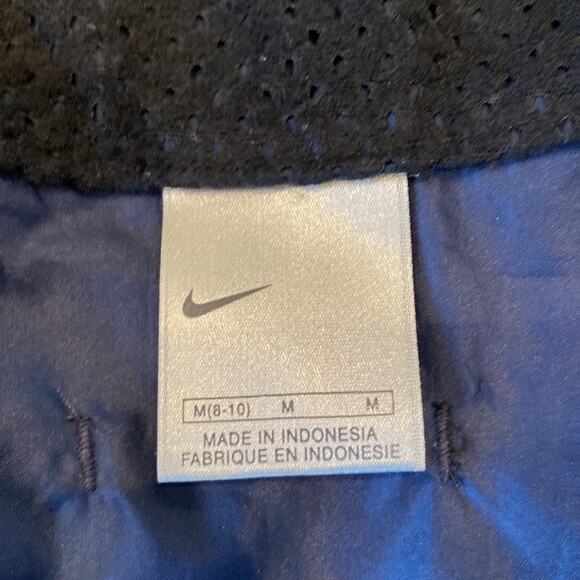 M(8-10) M M
MADE IN INDONESIA
FABRIQUE EN INDONESIE